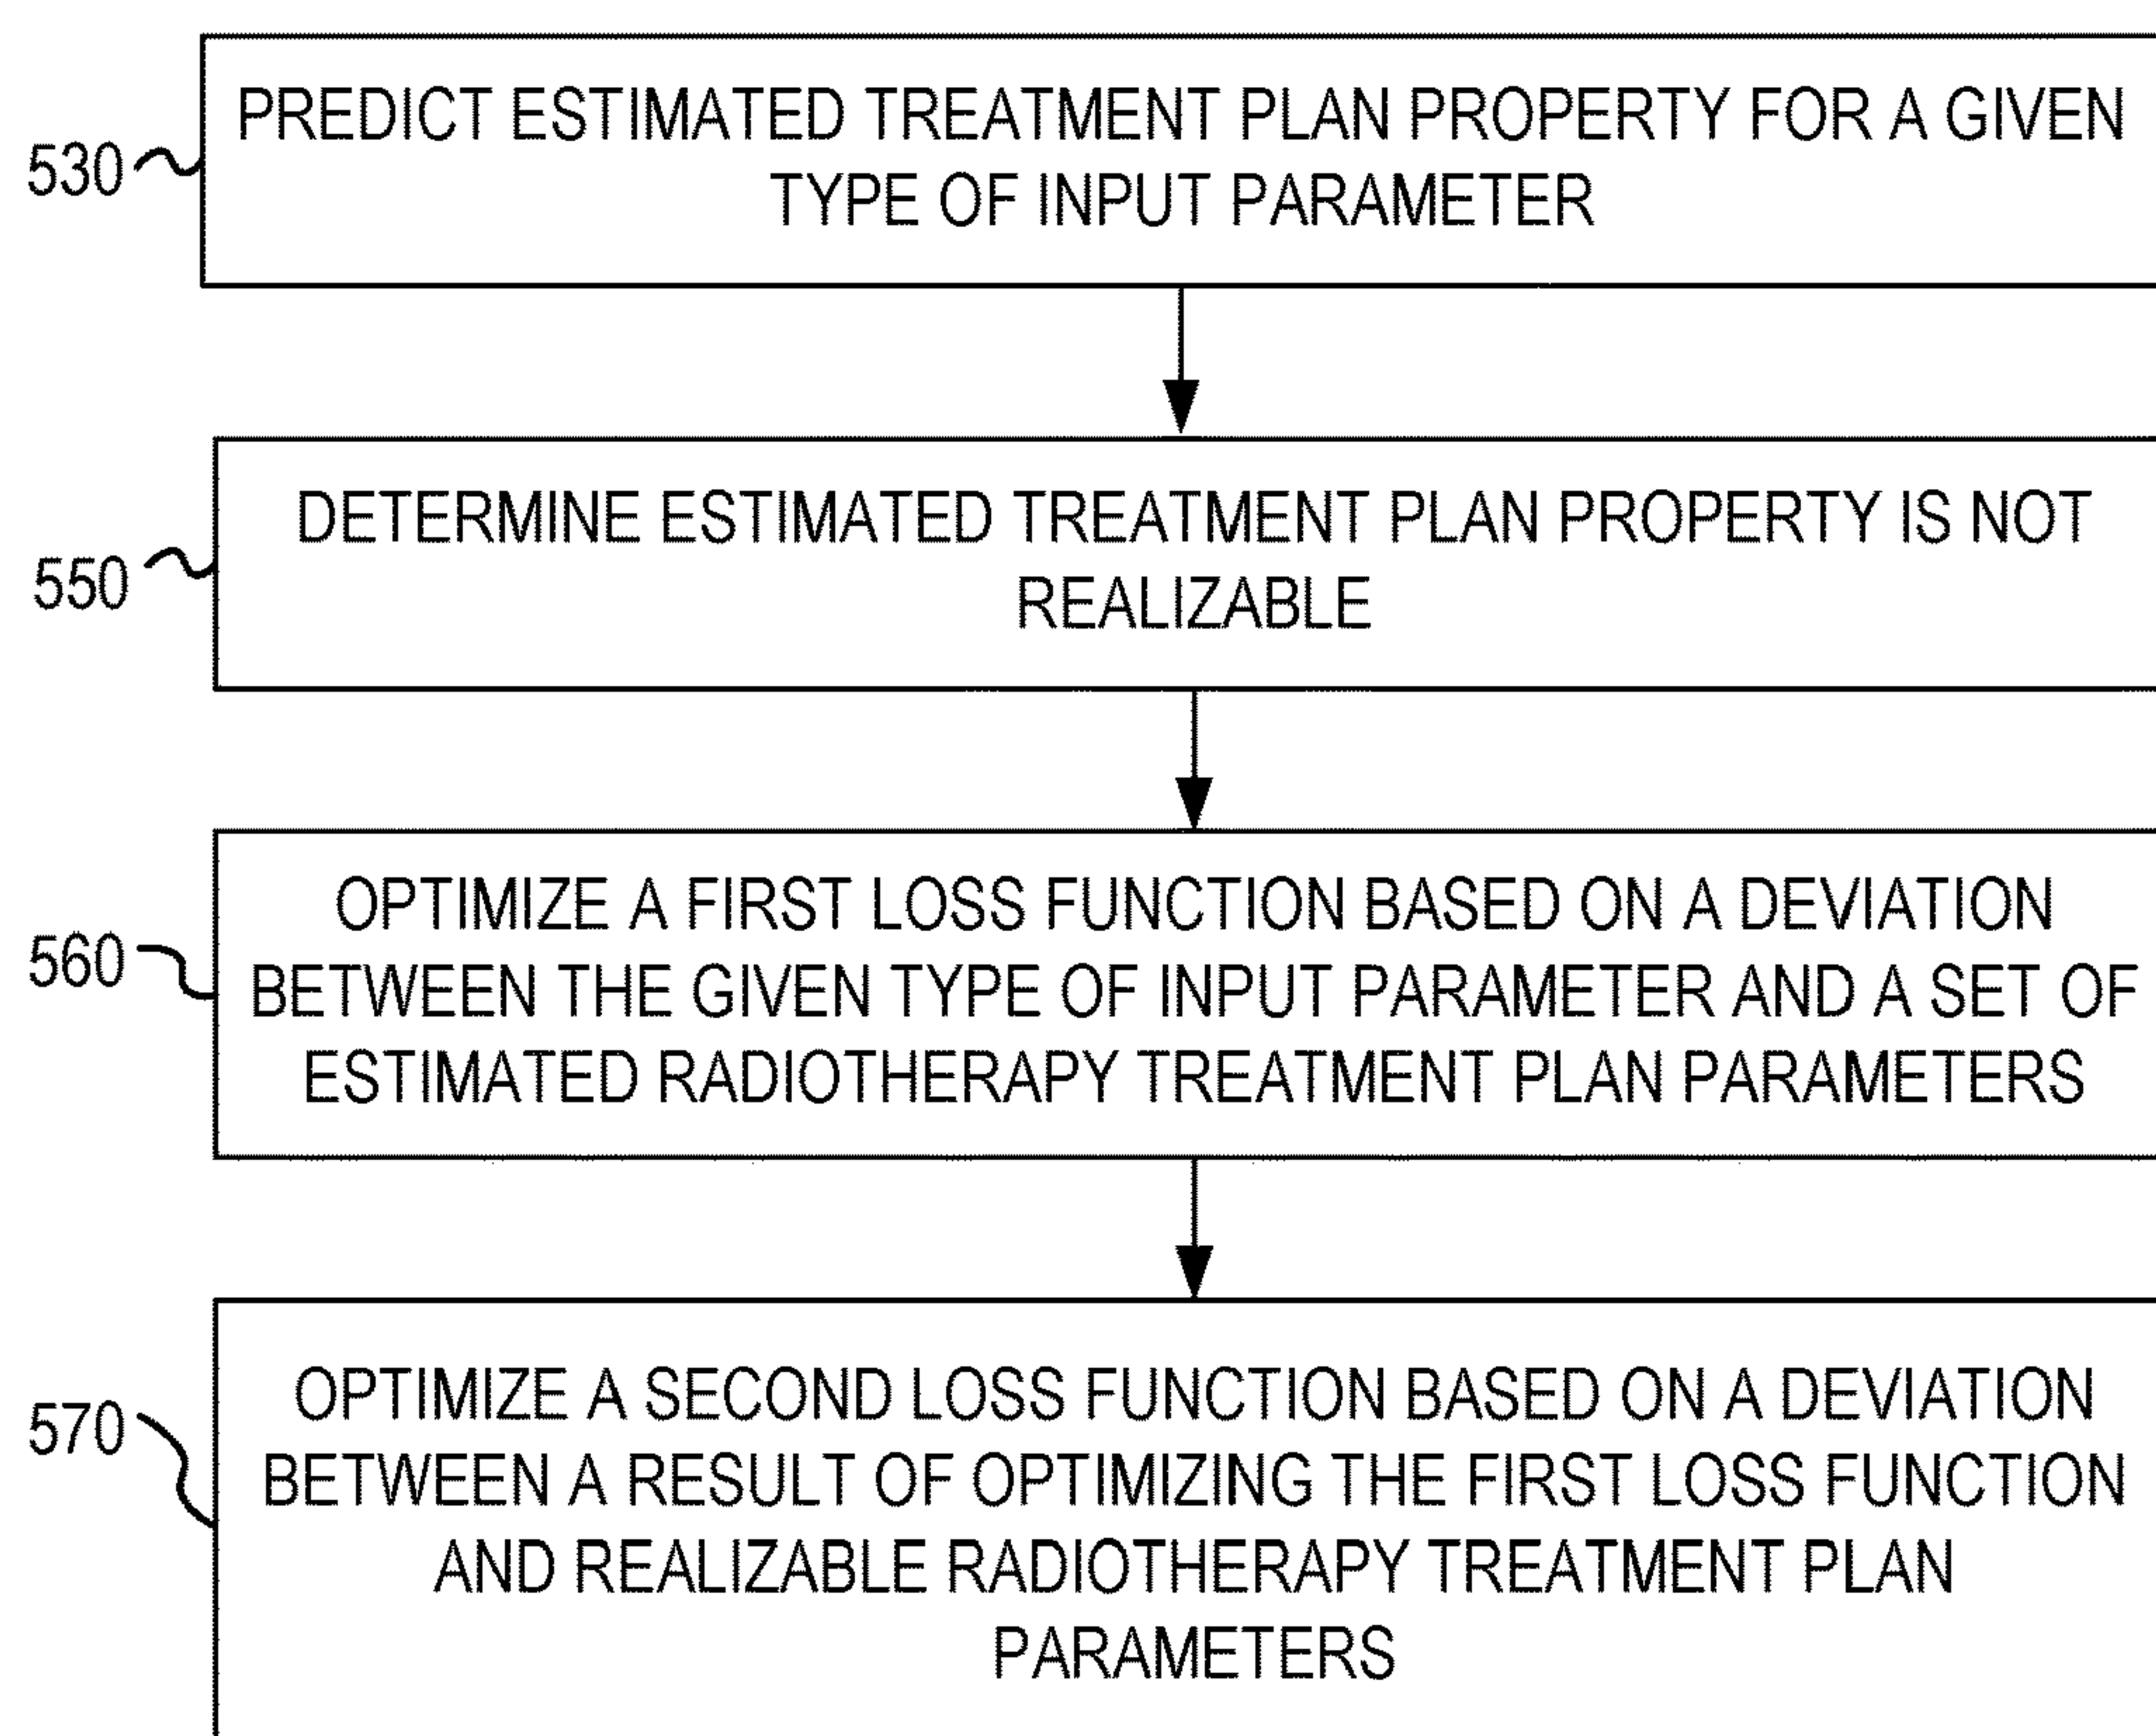 530
PREDICT ESTIMATED TREATMENT PLAN PROPERTY FOR A GIVEN
TYPE OF INPUT PARAMETER
550
DETERMINE ESTIMATED TREATMENT PLAN PROPERTY IS NOT
REALIZABLE
560
OPTIMIZE A FIRST LOSS FUNCTION BASED ON A DEVIATION
BETWEEN THE GIVEN TYPE OF INPUT PARAMETER AND A SET OF
ESTIMATED RADIOTHERAPY TREATMENT PLAN PARAMETERS
570
OPTIMIZE A SECOND LOSS FUNCTION BASED ON A DEVIATION
BETWEEN A RESULT OF OPTIMIZING THE FIRST LOSS FUNCTION
AND REALIZABLE RADIOTHERAPY TREATMENT PLAN
PARAMETERS